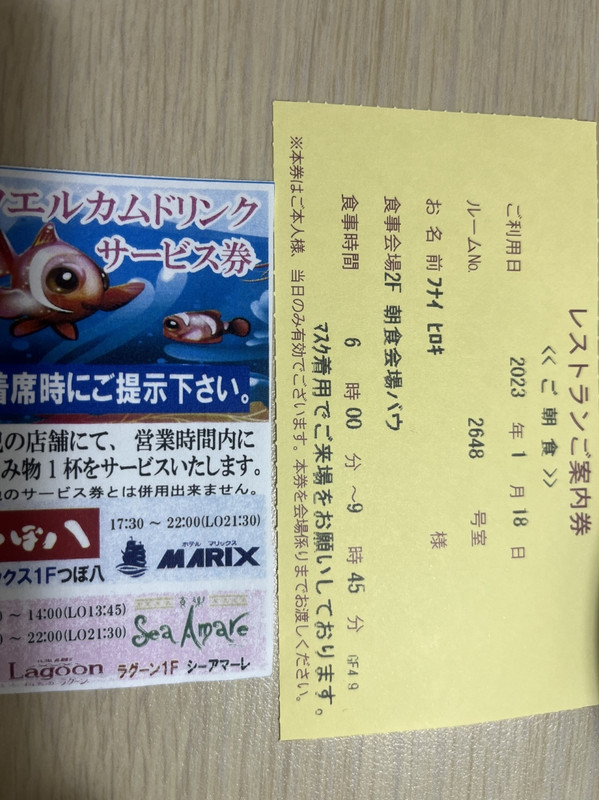 ウエルカムドリンク
サービス券
着席時にご提示下さい。
の店舗にて、営業時間内に
み物1杯をサービスいたします。
のサービス券とは併用出来ません。
つぼ八
17:30 ～ 22:00(LO21:30)
ホテル マリックス
MARIX
ックス1Fつぼ八
～ 14:00(LO13:45)
～ 22:00(LO21:30)
Sea Amare
Lagoon
ラグーン1F シーアマーレ
レストランご案内券
<<ご朝食>>
ご利用日 2023 年 1 月 18 日
ルームNo. 2648 号室
お名前 フナイ ヒロキ 様
食事会場2F 朝食会場バウ
食事時間 6 時 00 分 ～9 時 45 分 GF49
マスク着用でご来場をお願いしております。
※本券はご本人様、当日のみ有効でございます。本券を会場係りまでお渡しください。